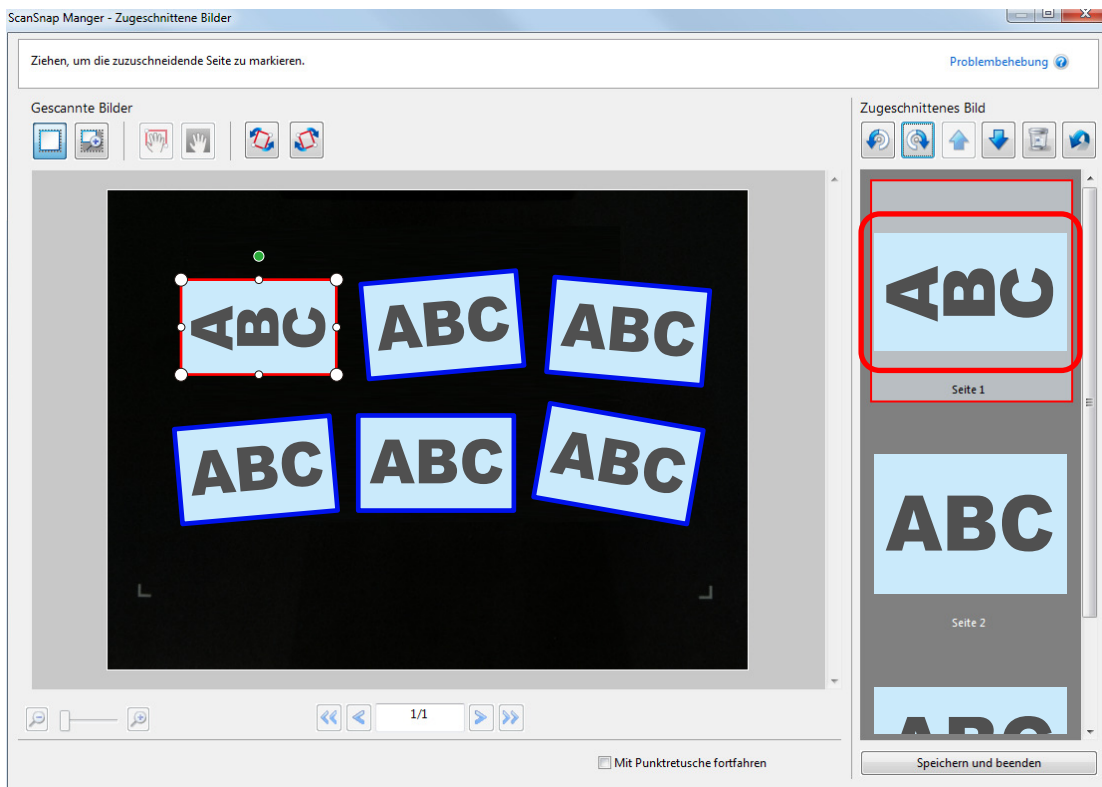 ScanSnap Manger - Zugeschnittene Bilder
Ziehen, um die zuzuschneidende Seite zu markieren.
Problembehebung
Gescannte Bilder
Zugeschnittenes Bild
ABC
ABC
ABC
ABC
ABC
ABC
ABC
Seite 1
ABC
Seite 2
ABC
1/1
Mit Punktretusche fortfahren
Speichern und beenden